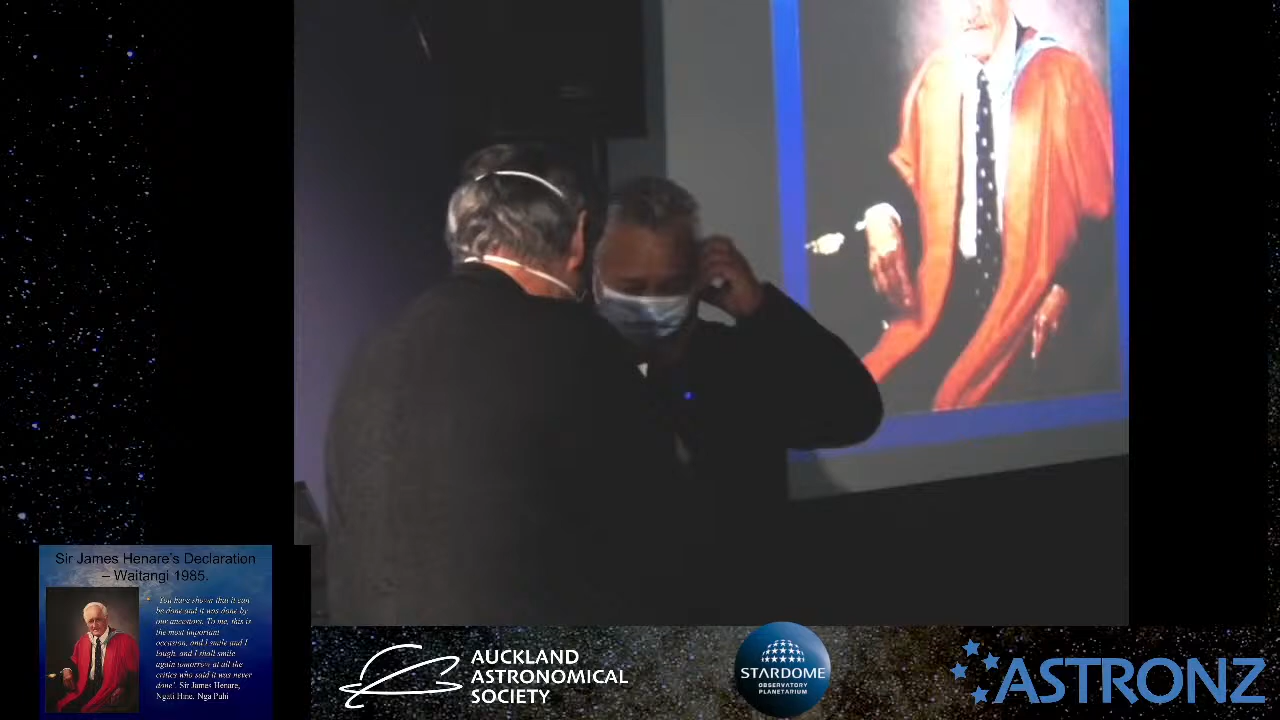 Sir James Henare's Declaration
– Waitangi 1985.
'You have shown that it can
be done and it was done by
our ancestors. To me, this is
the most important
occasion, and I smile and I
laugh, and I shall smile
again tomorrow at all the
critics who said it was never
done'. Sir James Henare,
Ngati Hine, Nga Puhi
AUCKLAND
ASTRONOMICAL
SOCIETY
STARDOME
OBSERVATORY
PLANETARIUM
ASTRONZ